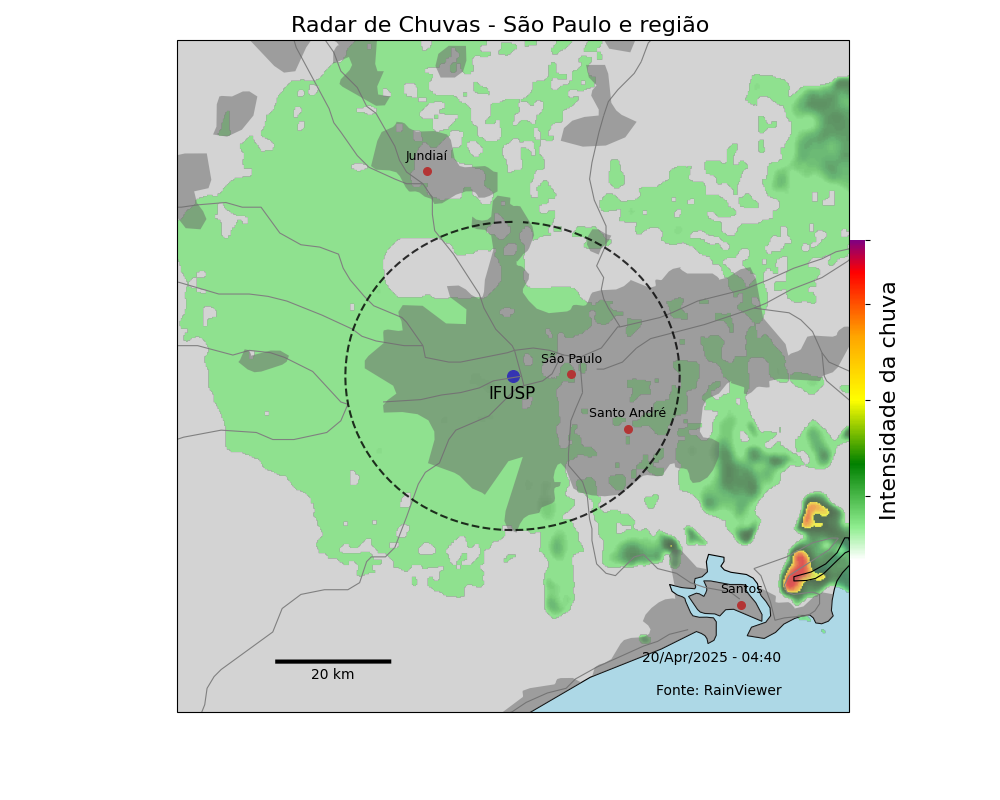 Radar de Chuvas - São Paulo e região
Jundiaí
São Paulo
IFUSP
Santo André
Intensidade da chuva
Santos
20/Apr/2025 - 04:40
20 km
Fonte: RainViewer